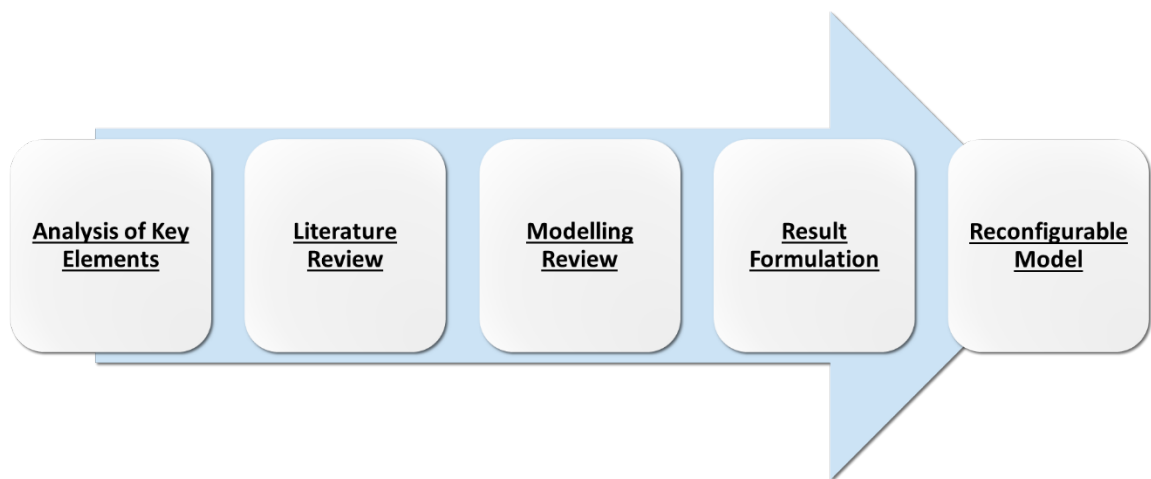 Analysis of Key
Elements
Literature
Review
Modelling
Review
Result
Formulation
Reconfigurable
Model